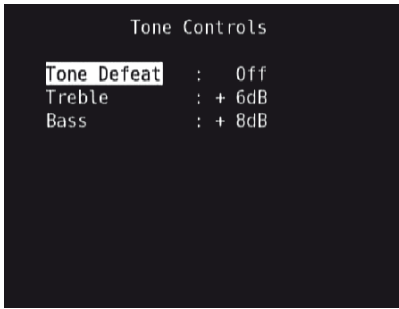 Tone Controls
Tone Defeat : Off
Treble : + 6dB
Bass : + 8dB